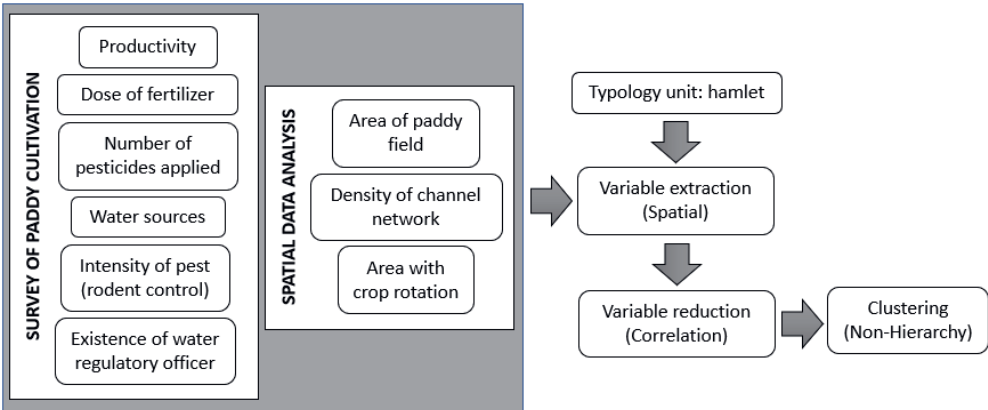 SURVEY OF PADDY CULTIVATION
Productivity
Dose of fertilizer
Number of
pesticides applied
Water sources
Intensity of pest
(rodent control)
Existence of water
regulatory officer
SPATIAL DATA ANALYSIS
Area of paddy
field
Density of channel
network
Area with
crop rotation
Typology unit: hamlet
Variable extraction
(Spatial)
Variable reduction
(Correlation)
Clustering
(Non-Hierarchy)